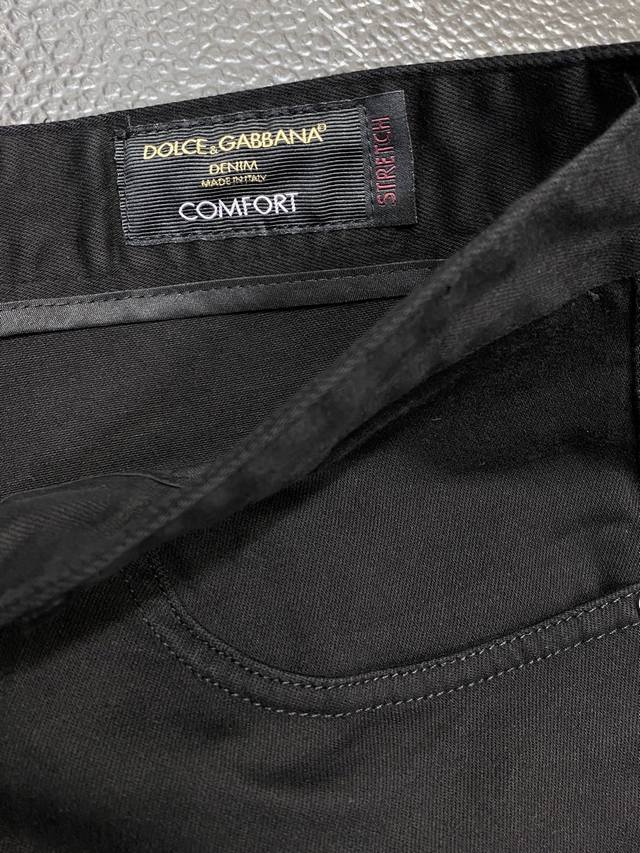 DOLCE&GABBANA®
DENIM
MADE IN ITALY
COMFORT
STRETCH